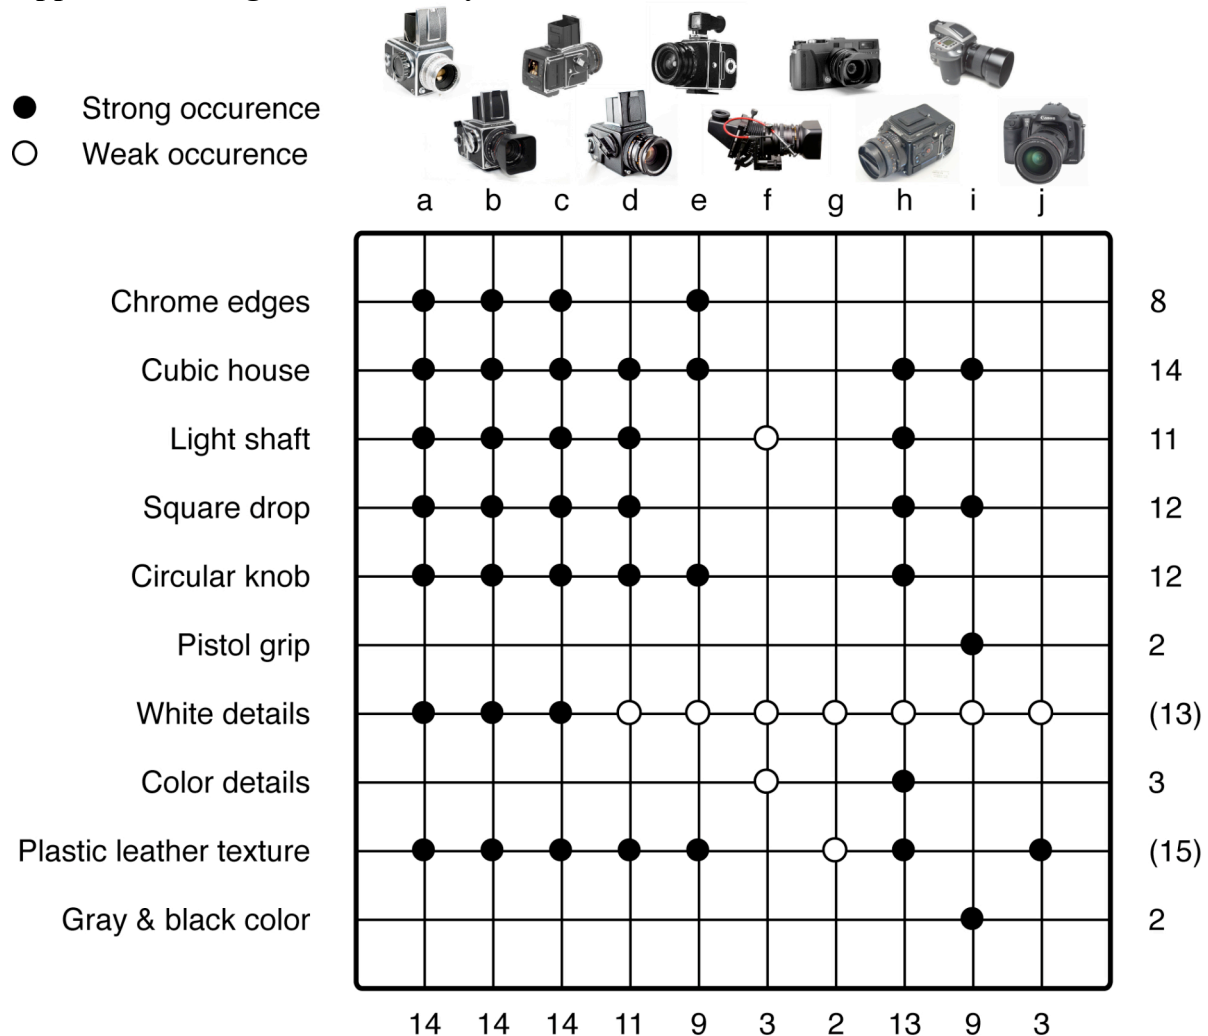 Strong occurence
Weak occurence
Canon
a b c d e f g h i j
Chrome edges 8
Cubic house 14
Light shaft 11
Square drop 12
Circular knob 12
Pistol grip 2
White details (13)
Color details 3
Plastic leather texture (15)
Gray & black color 2
14 14 14 11 9 3 2 13 9 3